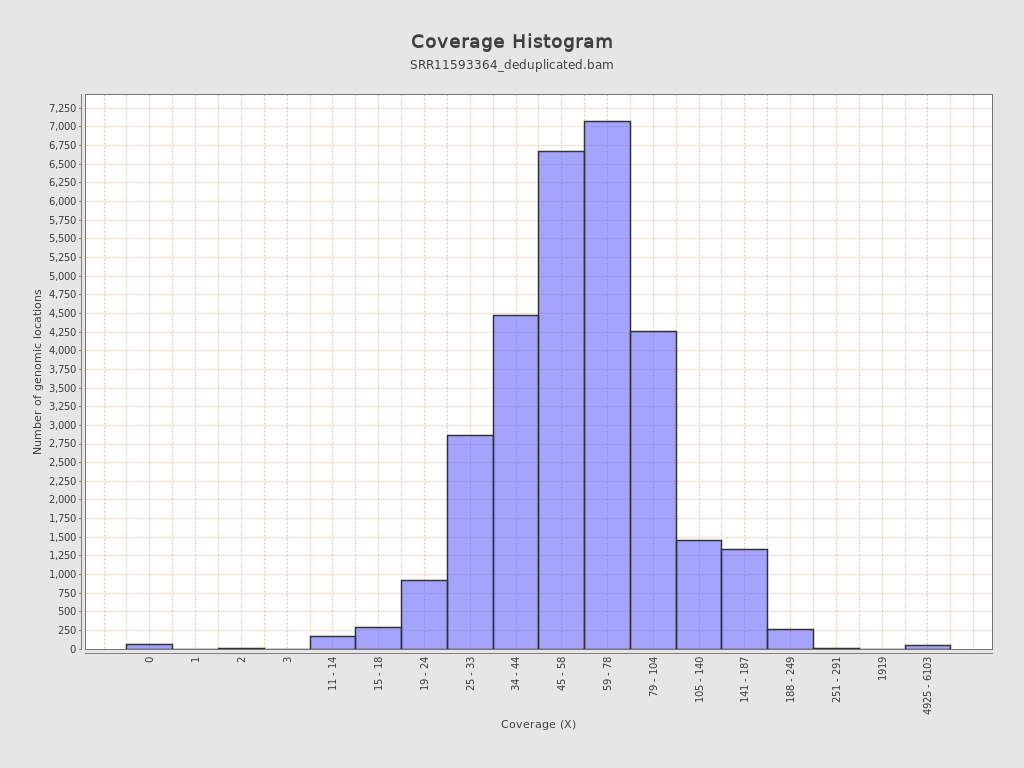 Coverage Histogram
SRR11593364_deduplicated.bam
Number of genomic locations
7,250
7,000
6,750
6,500
6,250
6,000
5,750
5,500
5,250
5,000
4,750
4,500
4,250
4,000
3,750
3,500
3,250
3,000
2,750
2,500
2,250
2,000
1,750
1,500
1,250
1,000
750
500
250
0
0
1
2
3
11 - 14
15 - 18
19 - 24
25 - 33
34 - 44
45 - 58
59 - 78
79 - 104
105 - 140
141 - 187
188 - 249
251 - 291
1919
4925 - 6103
Coverage (X)